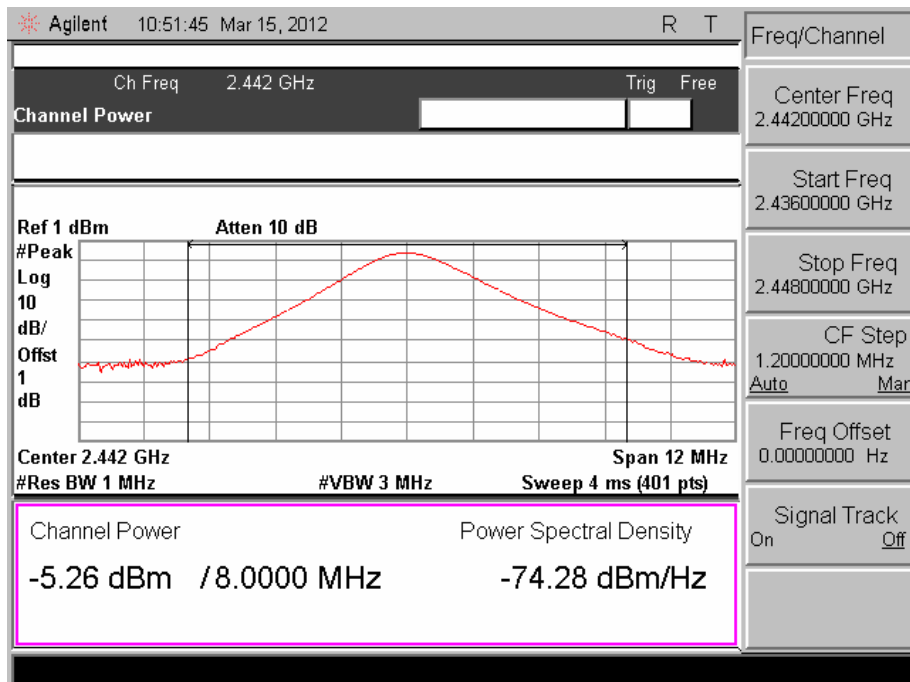 Agilent 10:51:45 Mar 15, 2012 R T
Freq/Channel
Ch Freq 2.442 GHz Trig Free
Channel Power
Center Freq
2.44200000 GHz
Start Freq
2.43600000 GHz
Stop Freq
2.44800000 GHz
CF Step
1.20000000 MHz
Auto Man
Freq Offset
0.00000000 Hz
Signal Track
On Off
Ref 1 dBm Atten 10 dB
#Peak
Log
10
dB/
Offst
1
dB
Center 2.442 GHz Span 12 MHz
#Res BW 1 MHz #VBW 3 MHz Sweep 4 ms (401 pts)
Channel Power Power Spectral Density
-5.26 dBm /8.0000 MHz -74.28 dBm/Hz